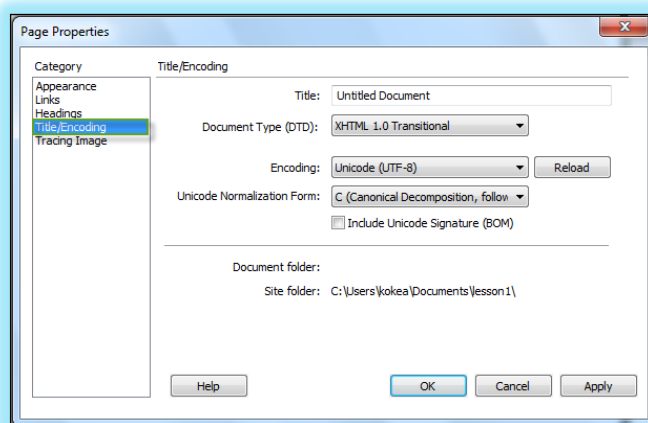 Page Properties
Category
Appearance
Links
Headings
Title/Encoding
Tracing Image
Title/Encoding
Title: Untitled Document
Document Type (DTD): XHTML 1.0 Transitional
Encoding: Unicode (UTF-8) Reload
Unicode Normalization Form: C (Canonical Decomposition, follow
Include Unicode Signature (BOM)
Document folder:
Site folder: C:\Users\kokea\Documents\lesson1\
Help OK Cancel Apply